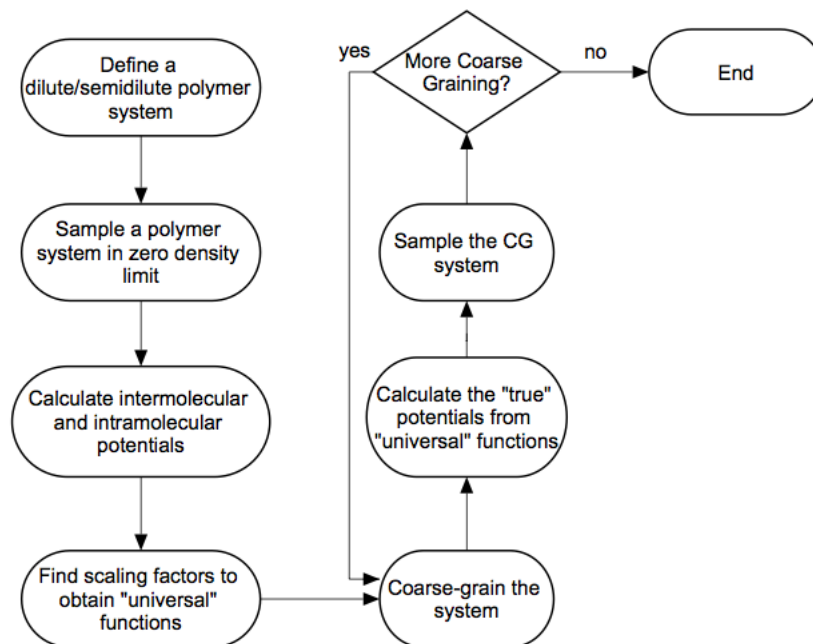 Define a
dilute/semidilute polymer
system
Sample a
polymer
system in zero density
limit
Calculate intermolecular
and intramolecular
potentials
Find scaling factors to
obtain "universal"
functions
Coarse-grain the
system
Calculate the "true"
potentials from
"universal" functions
Sample the CG
system
More Coarse
Graining?
yes
no
End